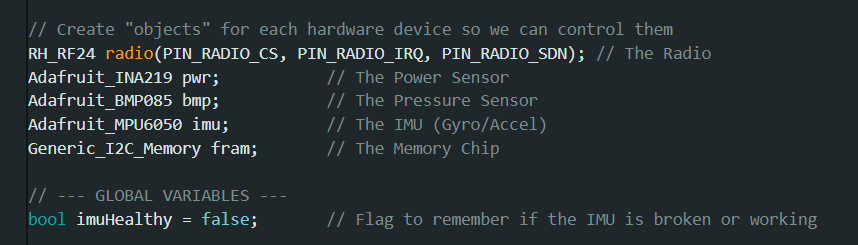 // Create "objects" for each hardware device so we can control them
RH_RF24 radio(PIN_RADIO_CS, PIN_RADIO_IRQ, PIN_RADIO_SDN); // The Radio
Adafruit_INA219 pwr;           // The Power Sensor
Adafruit_BMP085 bmp;           // The Pressure Sensor
Adafruit_MPU6050 imu;          // The IMU (Gyro/Accel)
Generic_I2C_Memory fram;       // The Memory Chip
// --- GLOBAL VARIABLES ---
bool imuHealthy = false;       // Flag to remember if the IMU is broken or working